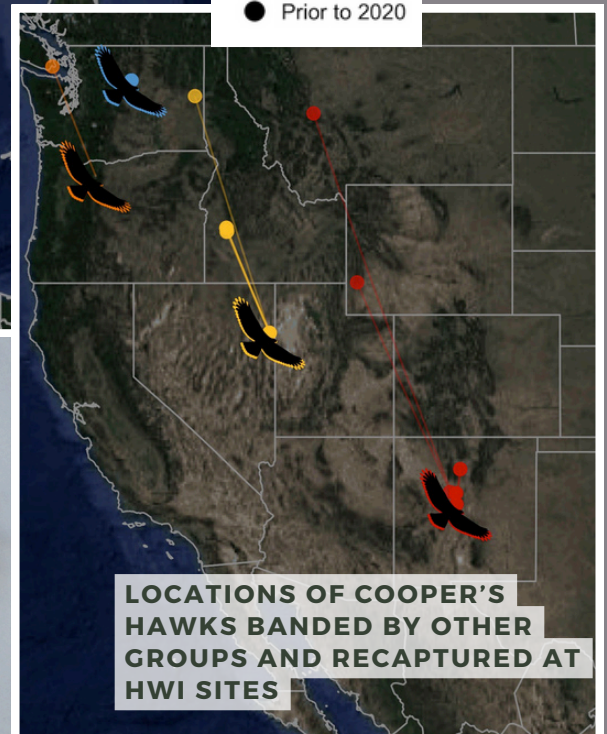 Prior to 2020
LOCATIONS OF COOPER'S
HAWKS BANDED BY OTHER
GROUPS AND RECAPTURED AT
HWI SITES